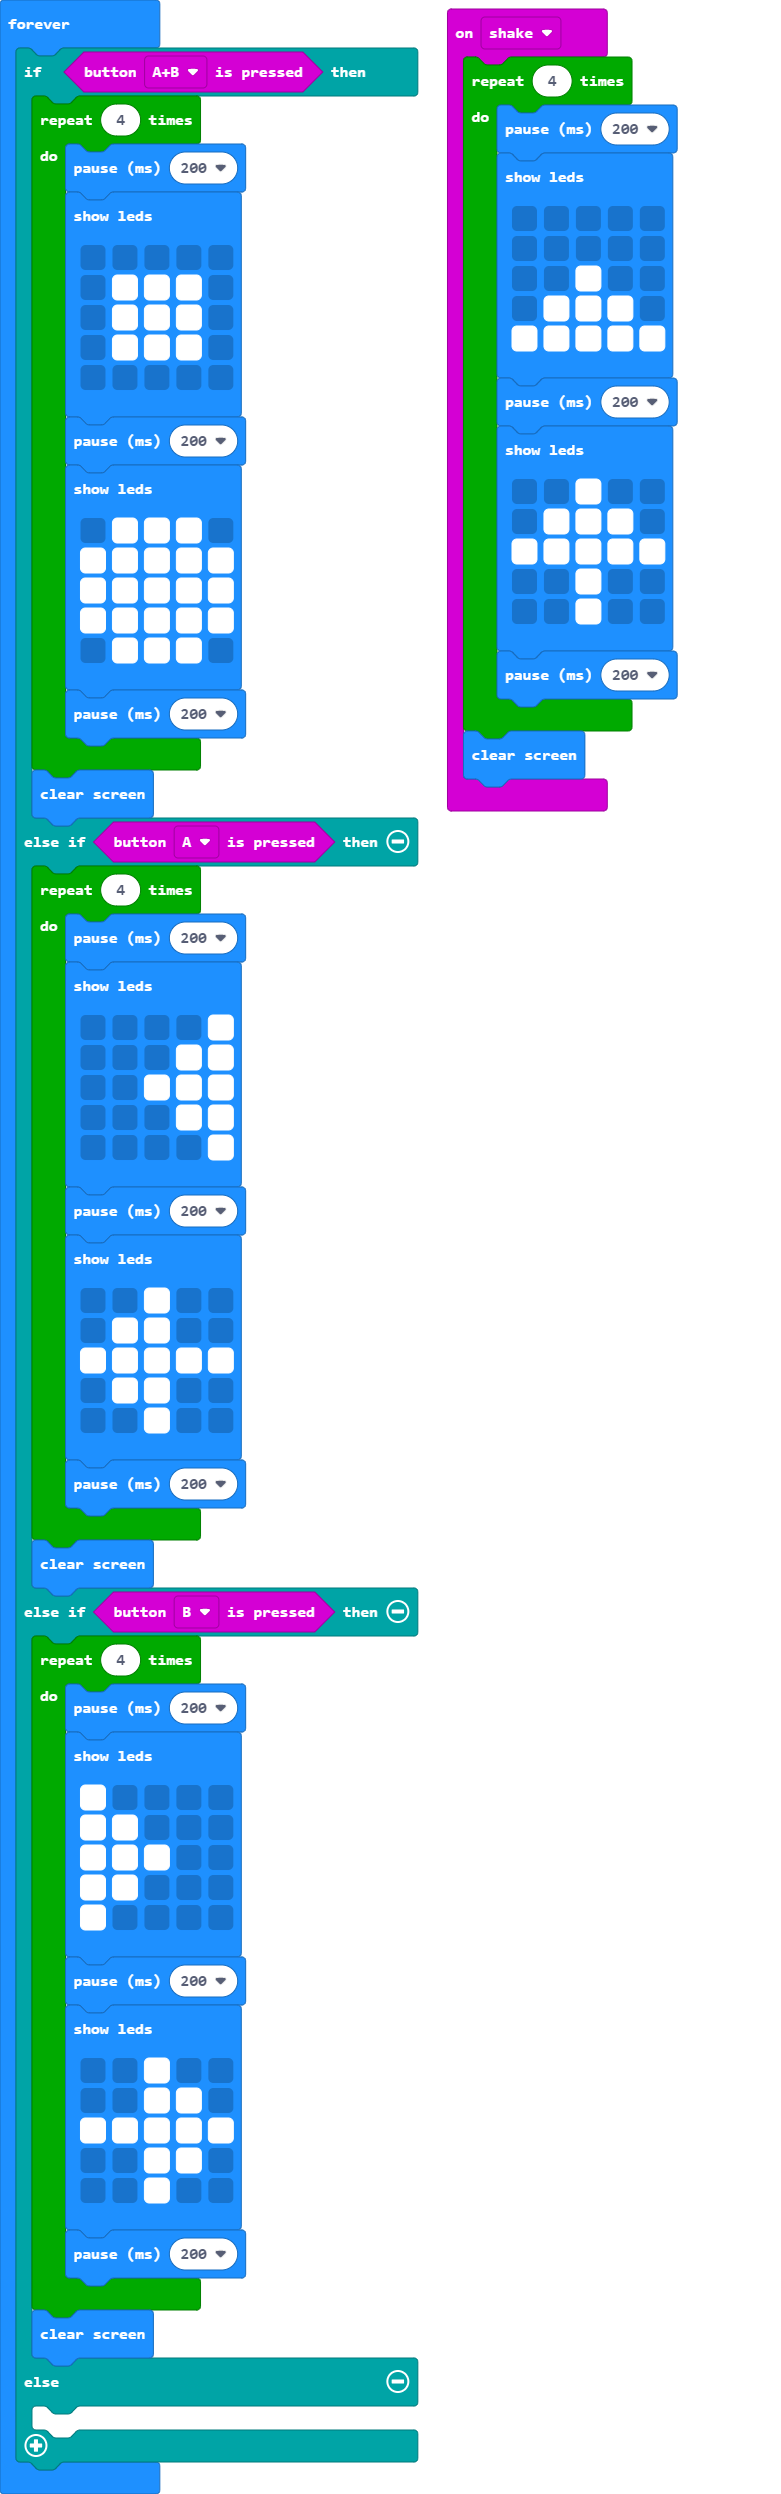 forever
if button A+B is pressed then
repeat 4 times
do
pause (ms) 200
show leds
pause (ms) 200
show leds
pause (ms) 200
clear screen
else if button A is pressed then
repeat 4 times
do
pause (ms) 200
show leds
pause (ms) 200
show leds
pause (ms) 200
clear screen
else if button B is pressed then
repeat 4 times
do
pause (ms) 200
show leds
pause (ms) 200
show leds
pause (ms) 200
clear screen
else
on shake
repeat 4 times
do
pause (ms) 200
show leds
pause (ms) 200
show leds
pause (ms) 200
clear screen